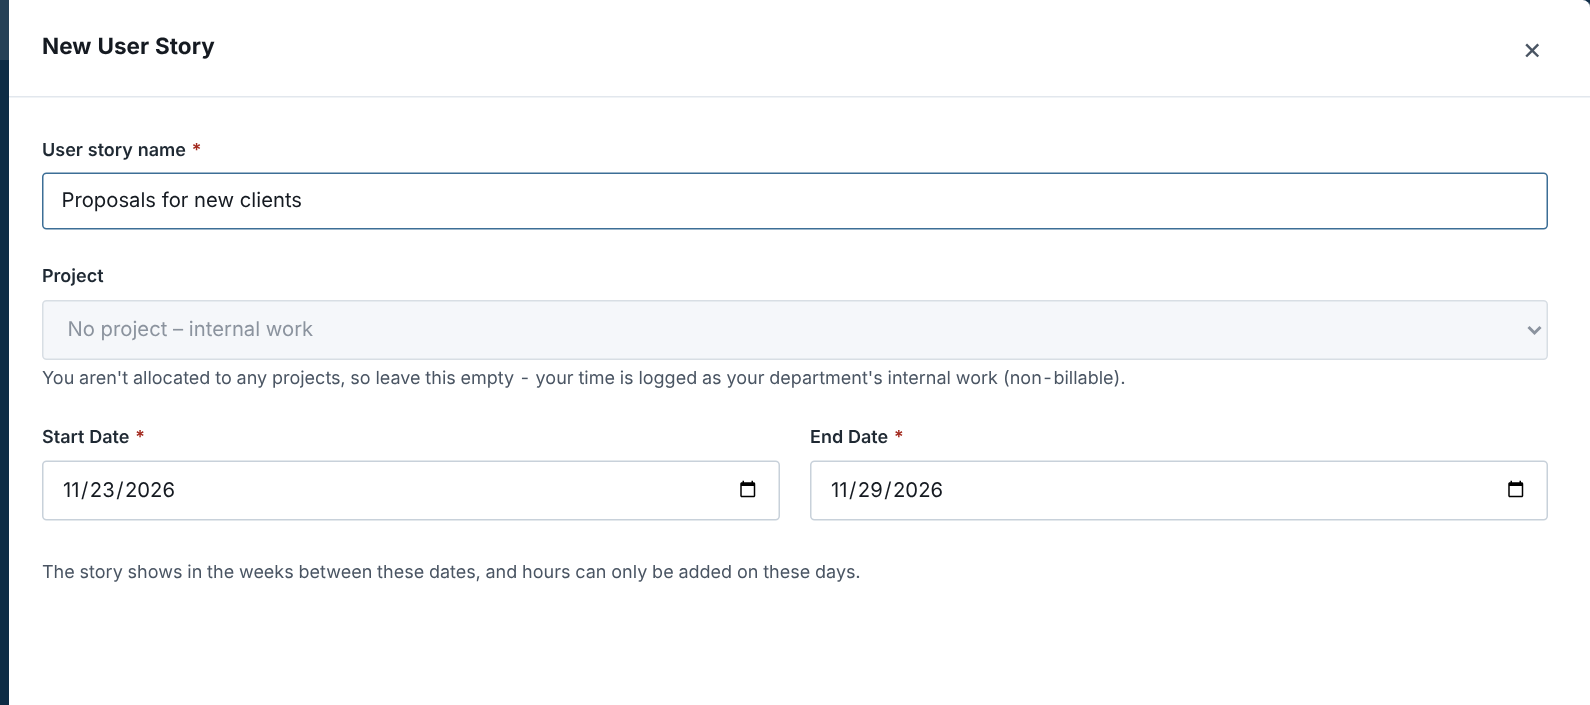 New User Story
User story name *
Proposals for new clients
Project
No project – internal work
You aren't allocated to any projects, so leave this empty - your time is logged as your department's internal work (non-billable).
Start Date *
End Date *
11/23/2026
11/29/2026
The story shows in the weeks between these dates, and hours can only be added on these days.